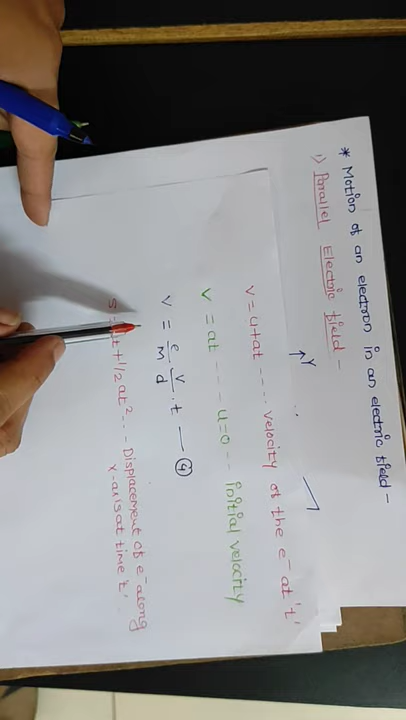 * Motion of an electron in an electric field -
1) Parallel Electric field -
Y
V = u+at .... velocity of the e⁻ at 't'
V = at ... - u=0 -- initial velocity
V = e/m V/d . t — ④
t + 1/2 at² . .. Displacement of e⁻ along
x-axis at time 't'